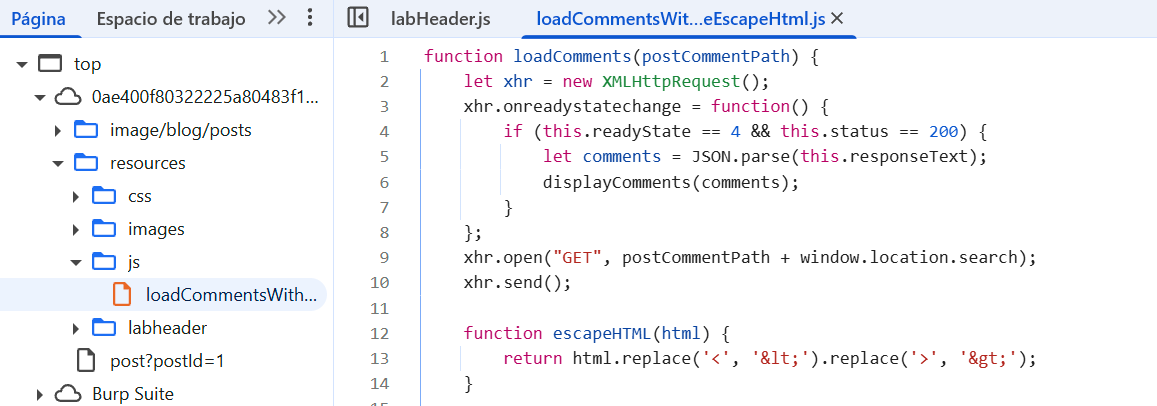 Página Espacio de trabajo
top
0ae400f80322225a80483f1...
image/blog/posts
resources
css
images
js
loadCommentsWith...
labheader
post?postId=1
Burp Suite
labHeader.js loadCommentsWit...eEscapeHtml.js
1 function loadComments(postCommentPath) {
2 let xhr = new XMLHttpRequest();
3 xhr.onreadystatechange = function() {
4 if (this.readyState == 4 && this.status == 200) {
5 let comments = JSON.parse(this.responseText);
6 displayComments(comments);
7 }
8 };
9 xhr.open("GET", postCommentPath + window.location.search);
10 xhr.send();
11
12 function escapeHTML(html) {
13 return html.replace('<', '&lt;').replace('>', '&gt;');
14 }